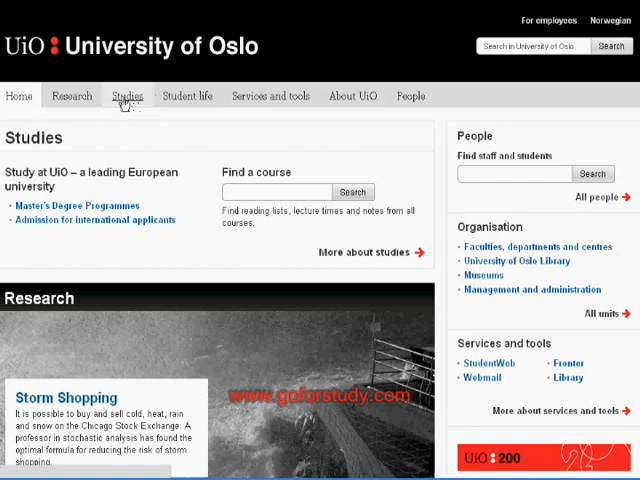 For employees Norwegian
UiO : University of Oslo
Search in University of Oslo Search
Home Research Studies Student life Services and tools About UiO People
Studies
Study at UiO – a leading European
university
Master's Degree Programmes
Admission for international applicants
Find a course
Search
Find reading lists, lecture times and notes from all
courses.
More about studies
Research
Storm Shopping
It is possible to buy and sell cold, heat, rain
and snow on the Chicago Stock Exchange. A
professor in stochastic analysis has found the
optimal formula for reducing the risk of storm
shopping.
www.goforstudy.com
People
Find staff and students
Search
All people
Organisation
Faculties, departments and centres
University of Oslo Library
Museums
Management and administration
All units
Services and tools
StudentWeb Fronter
Webmail Library
More about services and tools
UiO : 200